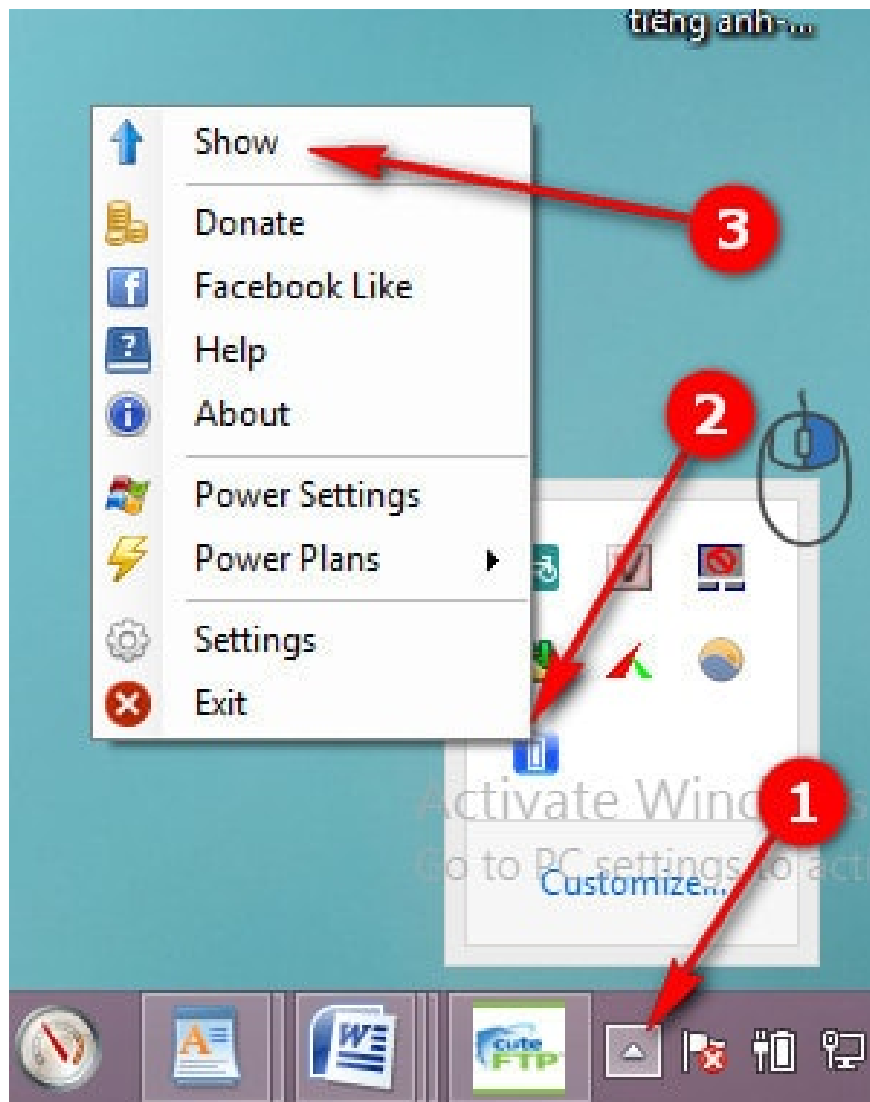 tiếng anh-...
Show
3
Donate
Facebook Like
Help
2
About
Power Settings
Power Plans
Settings
Exit
Activate Windows
1
Go to PC settings to acti
Customize...
A
W
cute
FTP